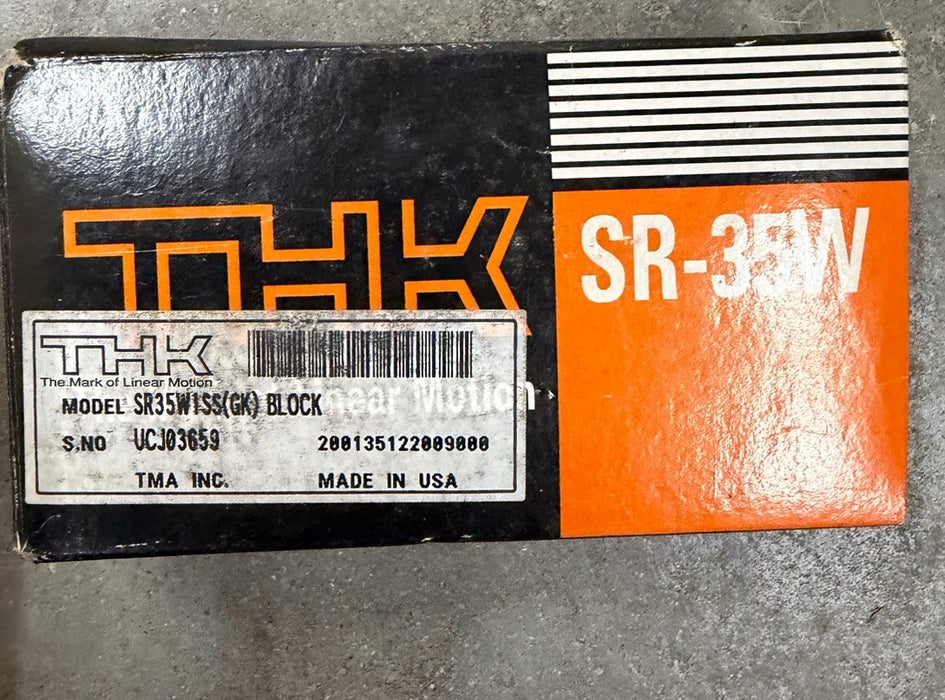 THK
SR-35W
THK
The Mark of Linear Motion
Linear Motion
MODEL SR35W1SS(GK) BLOCK
S.NO UCJ03659
200135122009000
TMA INC.
MADE IN USA